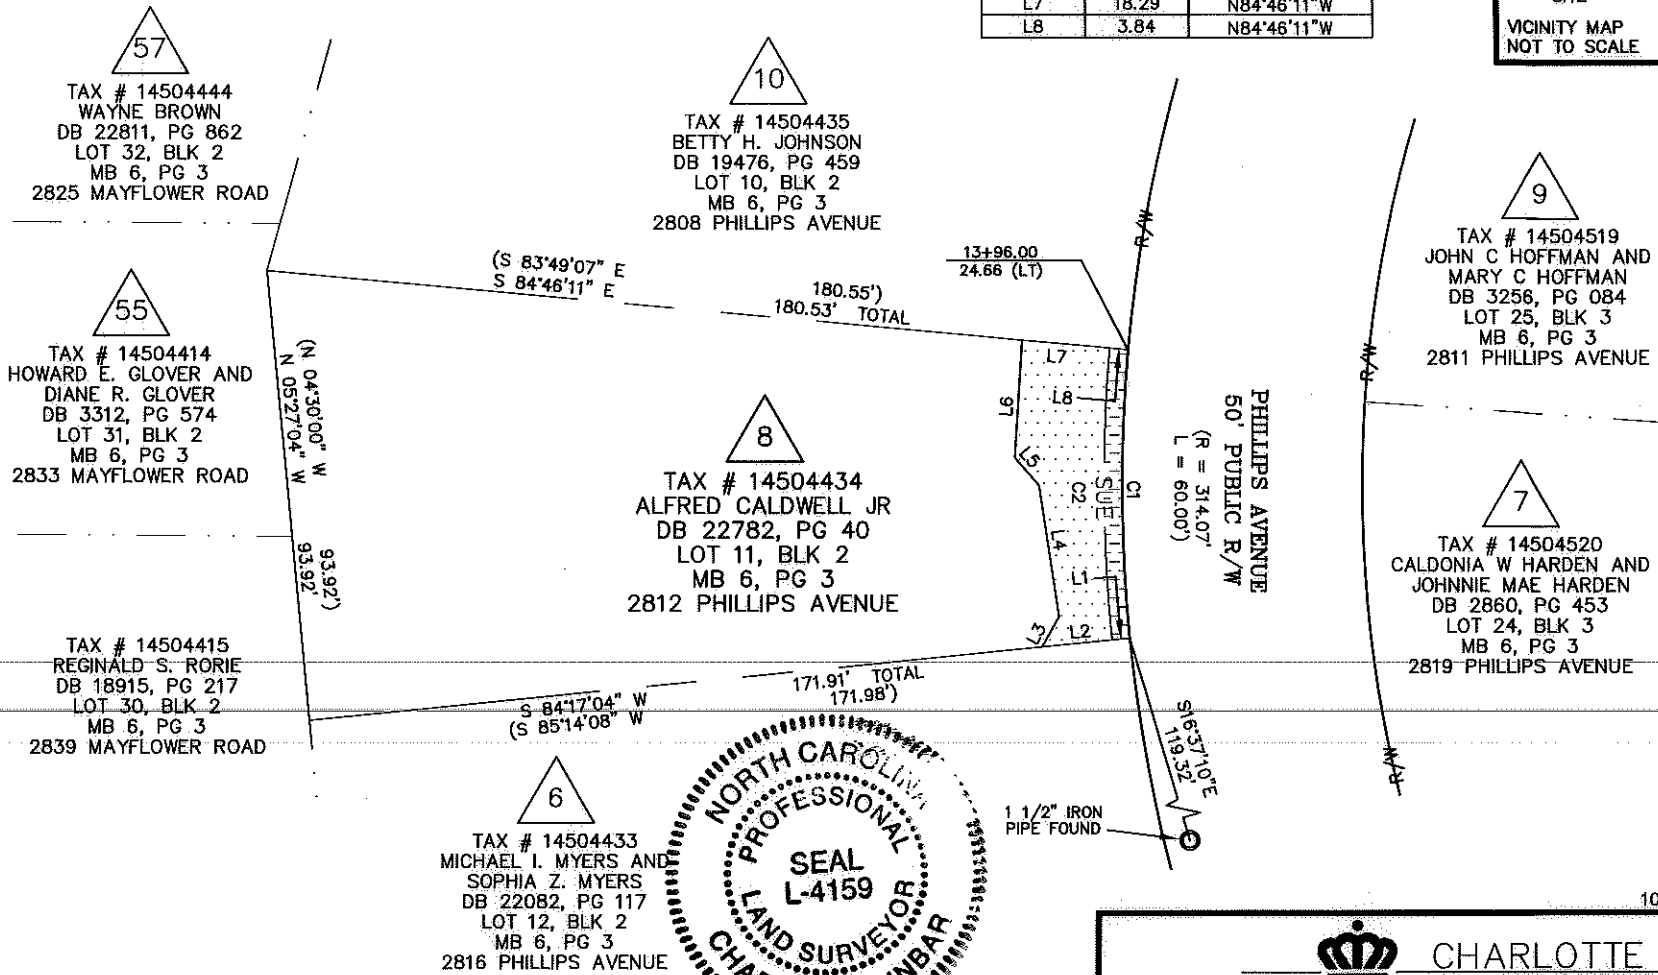 L7 18.29 N84°46'11"W
L8 3.84 N84°46'11"W
VICINITY MAP
NOT TO SCALE
57
TAX # 14504444
WAYNE BROWN
DB 22811, PG 862
LOT 32, BLK 2
MB 6, PG 3
2825 MAYFLOWER ROAD
10
TAX # 14504435
BETTY H. JOHNSON
DB 19476, PG 459
LOT 10, BLK 2
MB 6, PG 3
2808 PHILLIPS AVENUE
R/W
9
TAX # 14504519
JOHN C HOFFMAN AND
MARY C HOFFMAN
DB 3256, PG 084
LOT 25, BLK 3
MB 6, PG 3
2811 PHILLIPS AVENUE
13+96.00
24.66 (LT)
(S 83°49'07" E
S 84°46'11" E
180.55')
180.53' TOTAL
55
TAX # 14504414
HOWARD E. GLOVER AND
DIANE R. GLOVER
DB 3312, PG 574
LOT 31, BLK 2
MB 6, PG 3
2833 MAYFLOWER ROAD
(N 04°30'00" W
N 05°27'04" W
93.92')
93.92'
8
TAX # 14504434
ALFRED CALDWELL JR
DB 22782, PG 40
LOT 11, BLK 2
MB 6, PG 3
2812 PHILLIPS AVENUE
L7
L8
L6
L5
C2
SUE
C1
L4
L1
L3
L2
PHILLIPS AVENUE
50' PUBLIC R/W
(R = 314.07'
L = 60.00')
R/W
7
TAX # 14504520
CALDONIA W HARDEN AND
JOHNNIE MAE HARDEN
DB 2860, PG 453
LOT 24, BLK 3
MB 6, PG 3
2819 PHILLIPS AVENUE
TAX # 14504415
REGINALD S. RORIE
DB 18915, PG 217
LOT 30, BLK 2
MB 6, PG 3
2839 MAYFLOWER ROAD
171.91' TOTAL
171.98')
S 84°17'04" W
(S 85°14'08" W
S16°37'10"E
119.32'
R/W
1 1/2" IRON
PIPE FOUND
6
TAX # 14504433
MICHAEL I. MYERS AND
SOPHIA Z. MYERS
DB 22082, PG 117
LOT 12, BLK 2
MB 6, PG 3
2816 PHILLIPS AVENUE
NORTH CAROLINA
PROFESSIONAL
SEAL
L-4159
LAND SURVEYOR
10
CHARLOTTE